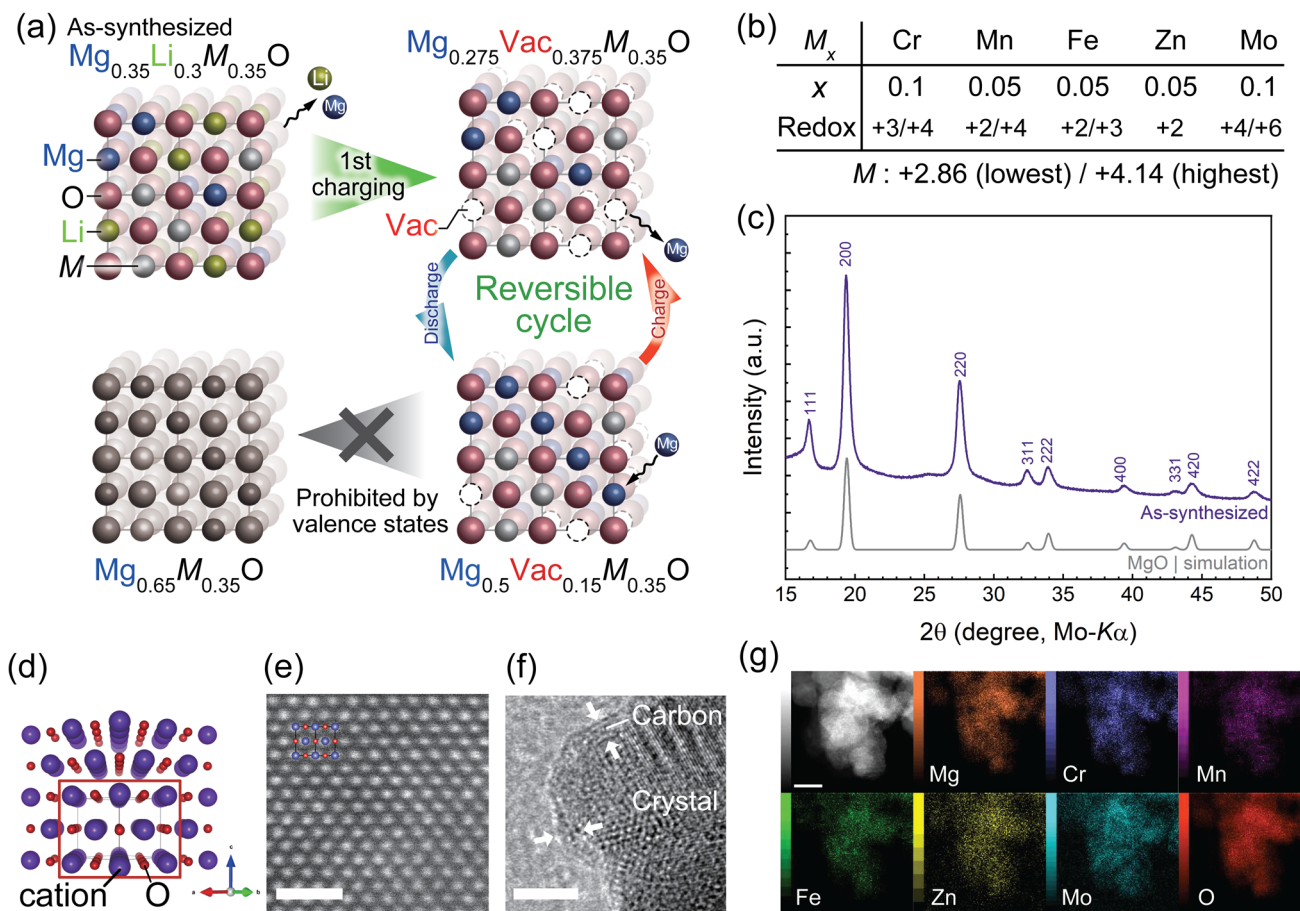 (a)
As-synthesized
Mg0.35Li0.3M0.35O
Li
Mg
Mg
O
Li
M
1st
charging
Mg0.275Vac0.375M0.35O
Vac
Mg
Discharge
Reversible
cycle
Charge
Mg
Prohibited by
valence states
Mg0.65M0.35O
Mg0.5Vac0.15M0.35O
(b)
Mx Cr Mn Fe Zn Mo
x 0.1 0.05 0.05 0.05 0.1
Redox +3/+4 +2/+4 +2/+3 +2 +4/+6
M : +2.86 (lowest) / +4.14 (highest)
(c)
Intensity (a.u.)
111
200
220
311
222
400
331
420
422
As-synthesized
MgO | simulation
15 20 25 30 35 40 45 50
2θ (degree, Mo-Kα)
(d)
cation
O
a
b
c
(e)
(f)
Carbon
Crystal
(g)
Mg
Cr
Mn
Fe
Zn
Mo
O